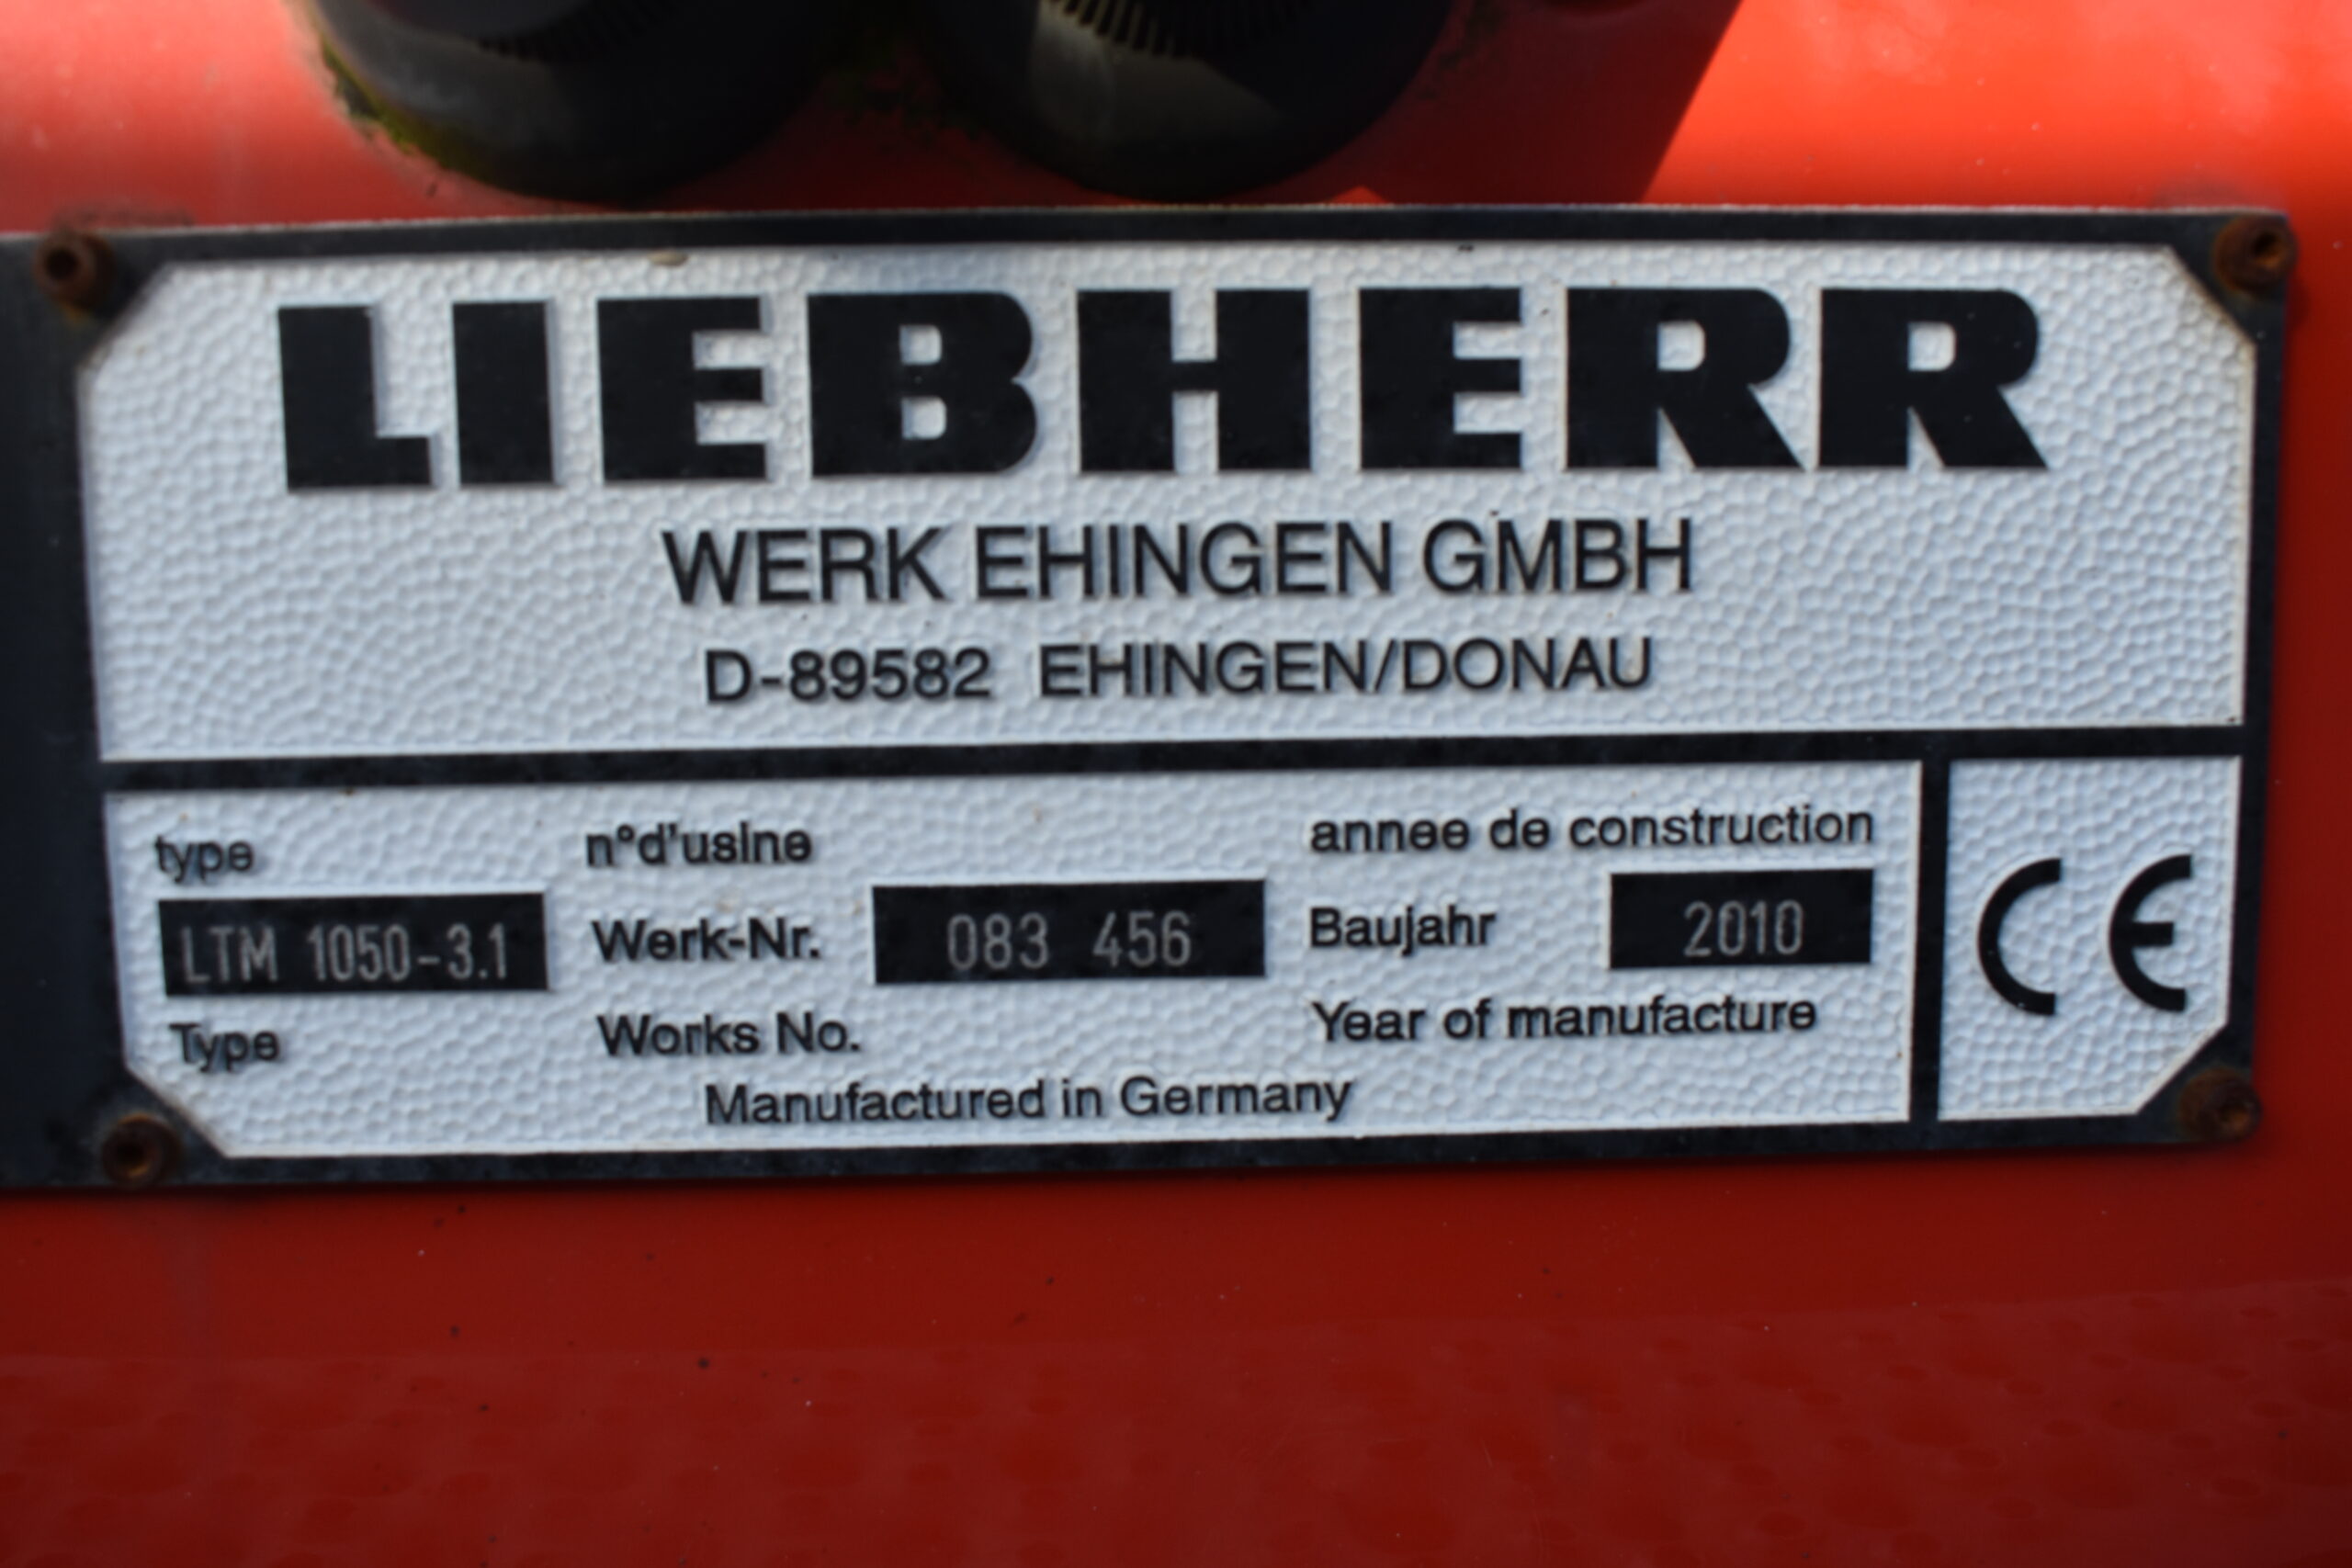 LIEBHERR
WERK EHINGEN GMBH
D-89582 EHINGEN/DONAU
type n°d'usine annee de construction
LTM 1050-3.1 Werk-Nr. 083 456 Baujahr 2010 CE
Type Works No. Year of manufacture
Manufactured in Germany